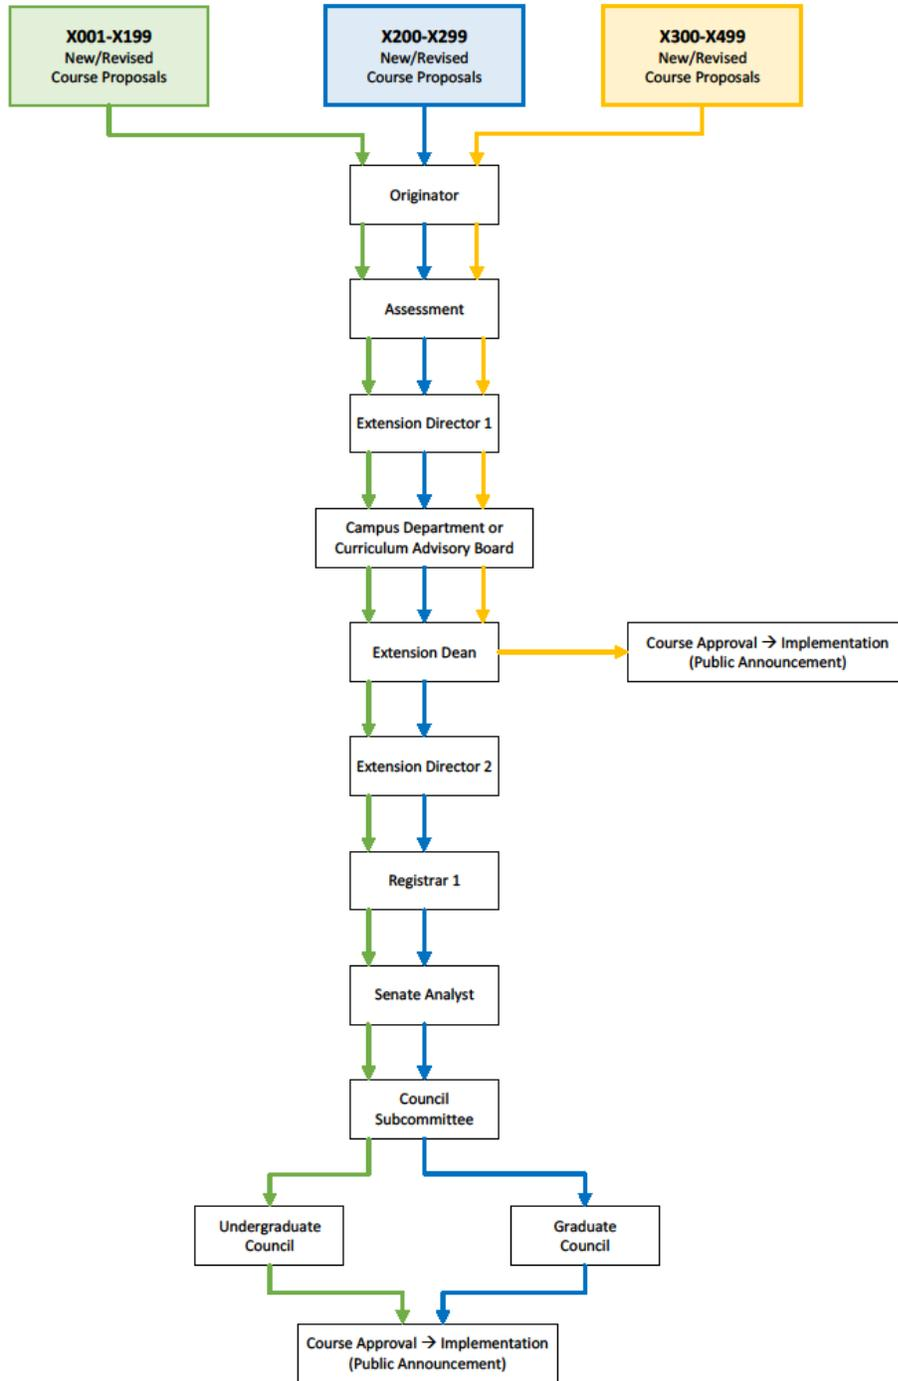 X001-X199
New/Revised
Course Proposals
X200-X299
New/Revised
Course Proposals
X300-X499
New/Revised
Course Proposals
Originator
Assessment
Extension Director 1
Campus Department or
Curriculum Advisory Board
Extension Dean
Course Approval → Implementation
(Public Announcement)
Extension Director 2
Registrar 1
Senate Analyst
Council
Subcommittee
Undergraduate
Council
Graduate
Council
Course Approval → Implementation
(Public Announcement)